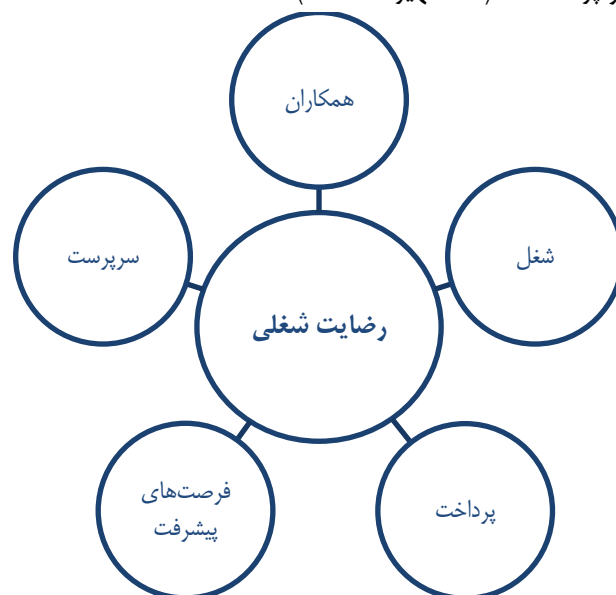 همکاران
شغل
سرپرست
رضایت شغلی
فرصت‌های
پیشرفت
پرداخت